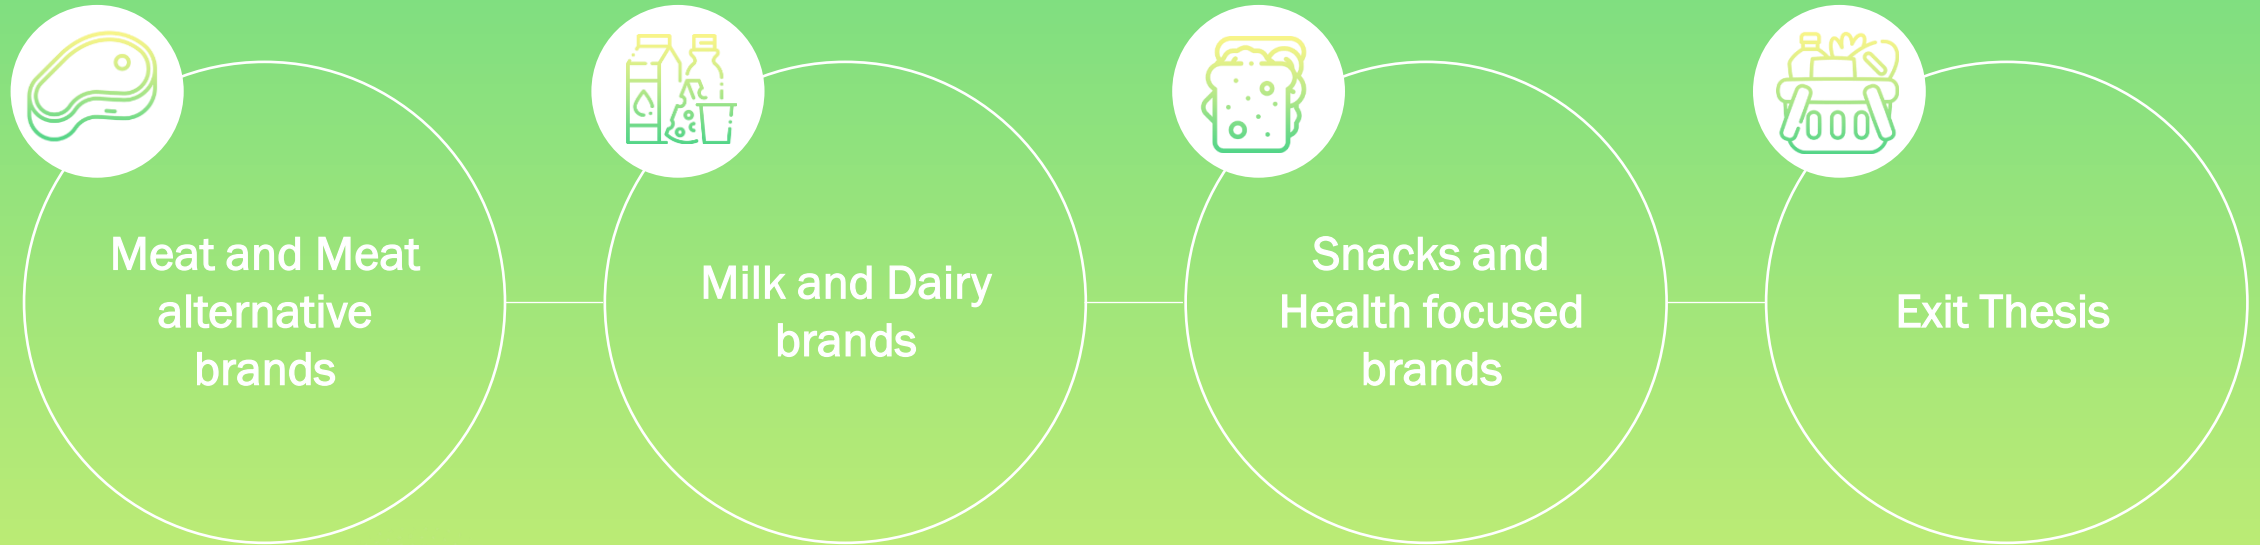 Meat and Meat
alternative
brands
Milk and Dairy
brands
Snacks and
Health focused
brands
Exit Thesis